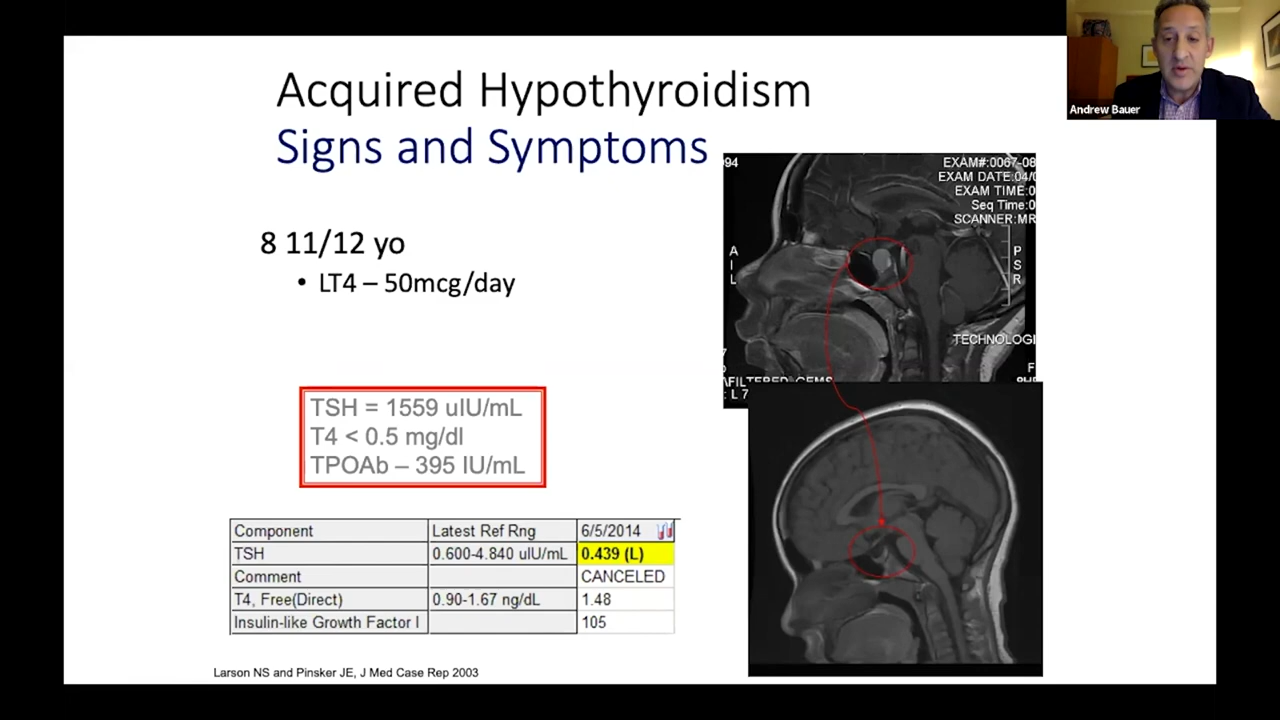 Acquired Hypothyroidism
Signs and Symptoms
8 11/12 yo
• LT4 – 50mcg/day
TSH = 1559 uIU/mL
T4 < 0.5 mg/dl
TPOAb – 395 IU/mL
Component Latest Ref Rng 6/5/2014
TSH 0.600-4.840 uIU/mL 0.439 (L)
Comment CANCELED
T4, Free(Direct) 0.90-1.67 ng/dL 1.48
Insulin-like Growth Factor I 105
Larson NS and Pinsker JE, J Med Case Rep 2003
94
EXAM#:0067-08
EXAM DATE:04/
EXAM TIME:0
Seq Time:0
SCANNER:MR
A
I
L
P
S
R
TECHNOLOGI
: L 7
Andrew Bauer